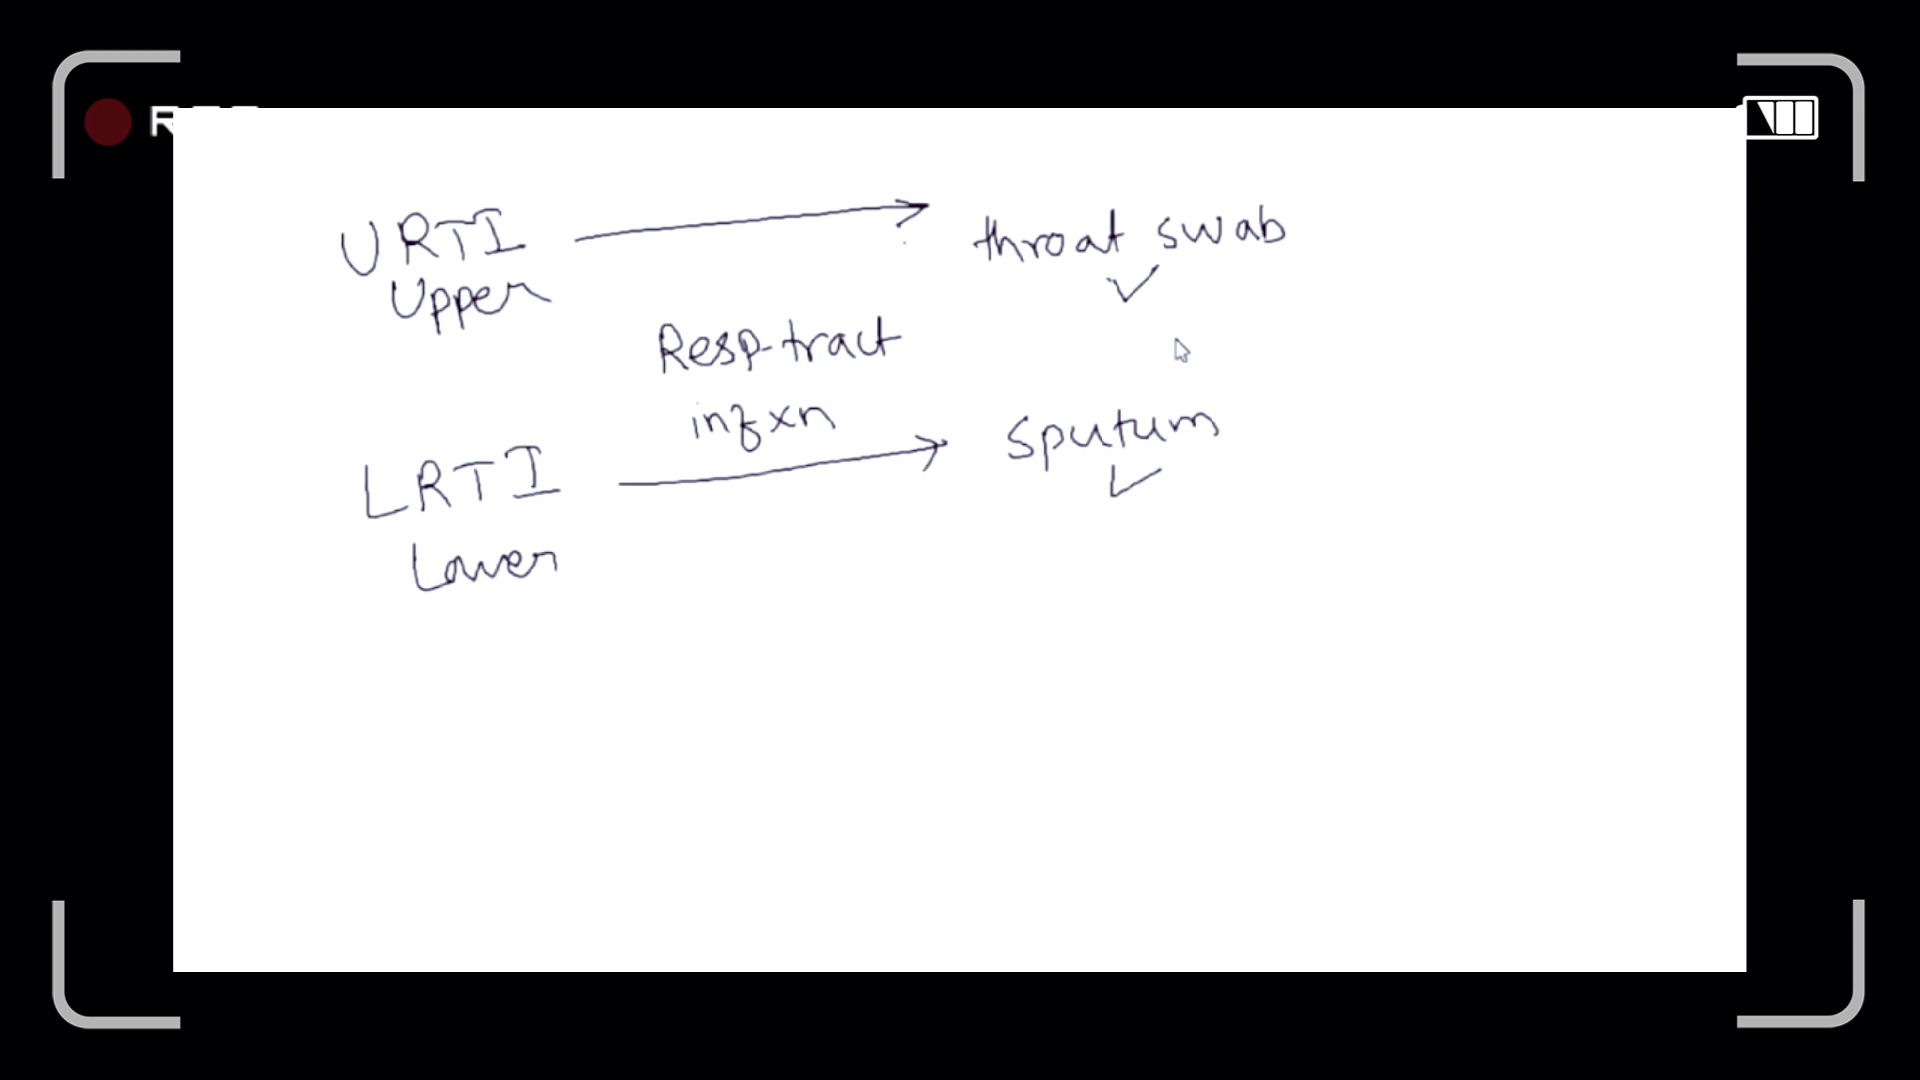 URTI → throat swab
Upper ✓
Resp. tract
infxn
LRTI → sputum
Lower ✓